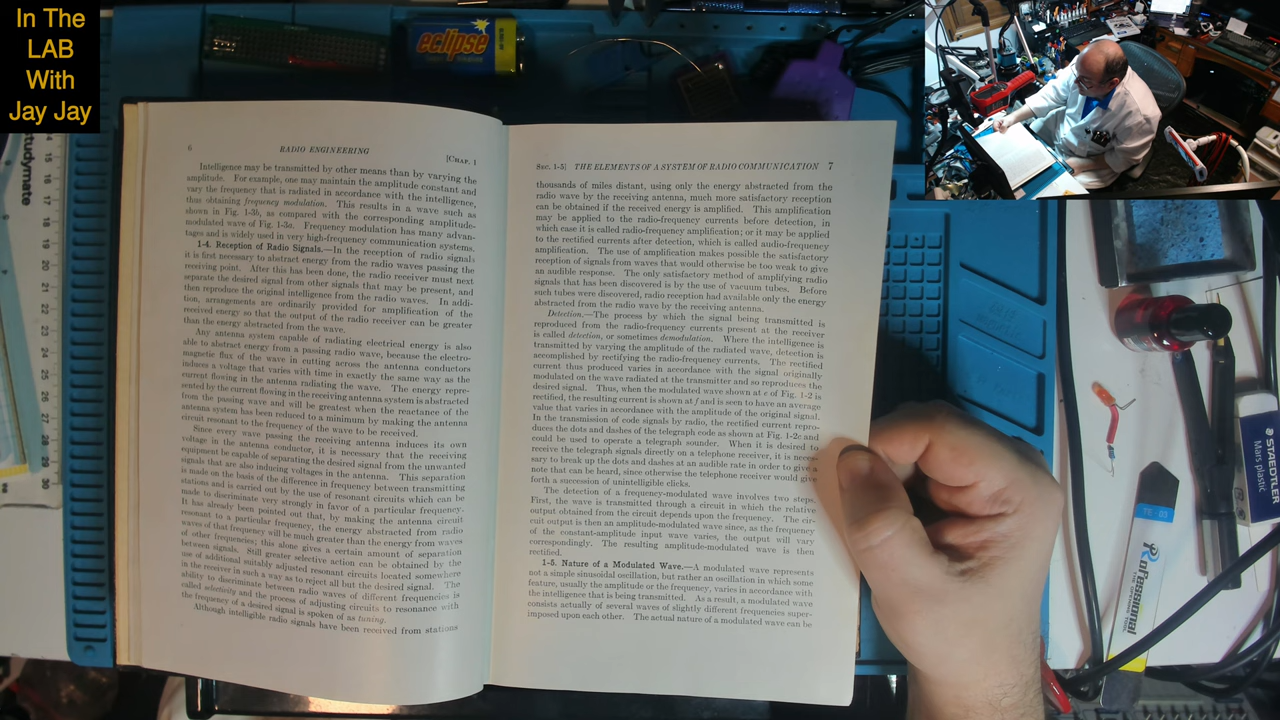 In The
LAB
With
Jay Jay
eclipse
studymate
14 15 16 17 18 19 20 21 22 23 24 25 26 27 28 29 30
6
RADIO ENGINEERING
[CHAP. 1
Intelligence may be transmitted by other means than by varying the
amplitude. For example, one may maintain the amplitude constant and
vary the frequency that is radiated in accordance with the intelligence,
thus obtaining frequency modulation. This results in a wave such as
shown in Fig. 1-3b, as compared with the corresponding amplitude-
modulated wave of Fig. 1-3a. Frequency modulation has many advan-
tages and is widely used in very high-frequency communication systems.
1-4. Reception of Radio Signals.—In the reception of radio signals
it is first necessary to abstract energy from the radio waves passing the
receiving point. After this has been done, the radio receiver must next
separate the desired signal from other signals that may be present, and
then reproduce the original intelligence from the radio waves. In addi-
tion, arrangements are ordinarily provided for amplification of the
received energy so that the output of the radio receiver can be greater
than the energy abstracted from the wave.
Any antenna system capable of radiating electrical energy is also
able to abstract energy from a passing radio wave, because the electro-
magnetic flux of the wave in cutting across the antenna conductors
induces a voltage that varies with time in exactly the same way as the
current flowing in the antenna radiating the wave. The energy repre-
sented by the current flowing in the receiving antenna system is abstracted
from the passing wave and will be greatest when the reactance of the
antenna system has been reduced to a minimum by making the antenna
circuit resonant to the frequency of the wave to be received.
Since every wave passing the receiving antenna induces its own
voltage in the antenna conductor, it is necessary that the receiving
equipment be capable of separating the desired signal from the unwanted
signals that are also inducing voltages in the antenna. This separation
is made on the basis of the difference in frequency between transmitting
stations and is carried out by the use of resonant circuits which can be
made to discriminate very strongly in favor of a particular frequency.
It has already been pointed out that, by making the antenna circuit
resonant to a particular frequency, the energy abstracted from radio
waves of that frequency will be much greater than the energy from waves
of other frequencies; this alone gives a certain amount of separation
between signals. Still greater selective action can be obtained by the
use of additional suitably adjusted resonant circuits located somewhere
in the receiver in such a way as to reject all but the desired signal. The
ability to discriminate between radio waves of different frequencies is
called selectivity and the process of adjusting circuits to resonance with
the frequency of a desired signal is spoken of as tuning.
Although intelligible radio signals have been received from stations
SEC. 1-5] THE ELEMENTS OF A SYSTEM OF RADIO COMMUNICATION 7
thousands of miles distant, using only the energy abstracted from the
radio wave by the receiving antenna, much more satisfactory reception
can be obtained if the received energy is amplified. This amplification
may be applied to the radio-frequency currents before detection, in
which case it is called radio-frequency amplification; or it may be applied
to the rectified currents after detection, which is called audio-frequency
amplification. The use of amplification makes possible the satisfactory
reception of signals from waves that would otherwise be too weak to give
an audible response. The only satisfactory method of amplifying radio
signals that has been discovered is by the use of vacuum tubes. Before
such tubes were discovered, radio reception had available only the energy
abstracted from the radio wave by the receiving antenna.
Detection.—The process by which the signal being transmitted is
reproduced from the radio-frequency currents present at the receiver
is called detection, or sometimes demodulation. Where the intelligence is
transmitted by varying the amplitude of the radiated wave, detection is
accomplished by rectifying the radio-frequency currents. The rectified
current thus produced varies in accordance with the signal originally
modulated on the wave radiated at the transmitter and so reproduces the
desired signal. Thus, when the modulated wave shown at e of Fig. 1-2 is
rectified, the resulting current is shown at f and is seen to have an average
value that varies in accordance with the amplitude of the original signal.
In the transmission of code signals by radio, the rectified current repro-
duces the dots and dashes of the telegraph code as shown at Fig. 1-2c and
could be used to operate a telegraph sounder. When it is desired to
receive the telegraph signals directly on a telephone receiver, it is neces-
sary to break up the dots and dashes at an audible rate in order to give a
note that can be heard, since otherwise the telephone receiver would give
forth a succession of unintelligible clicks.
The detection of a frequency-modulated wave involves two steps.
First, the wave is transmitted through a circuit in which the relative
output obtained from the circuit depends upon the frequency. The cir-
cuit output is then an amplitude-modulated wave since, as the frequency
of the constant-amplitude input wave varies, the output will vary
correspondingly. The resulting amplitude-modulated wave is then
rectified.
1-5. Nature of a Modulated Wave.—A modulated wave represents
not a simple sinusoidal oscillation, but rather an oscillation in which some
feature, usually the amplitude or the frequency, varies in accordance with
the intelligence that is being transmitted. As a result, a modulated wave
consists actually of several waves of slightly different frequencies super-
imposed upon each other. The actual nature of a modulated wave can be
STAEDTLER
Mars plastic
TE 03
Professional